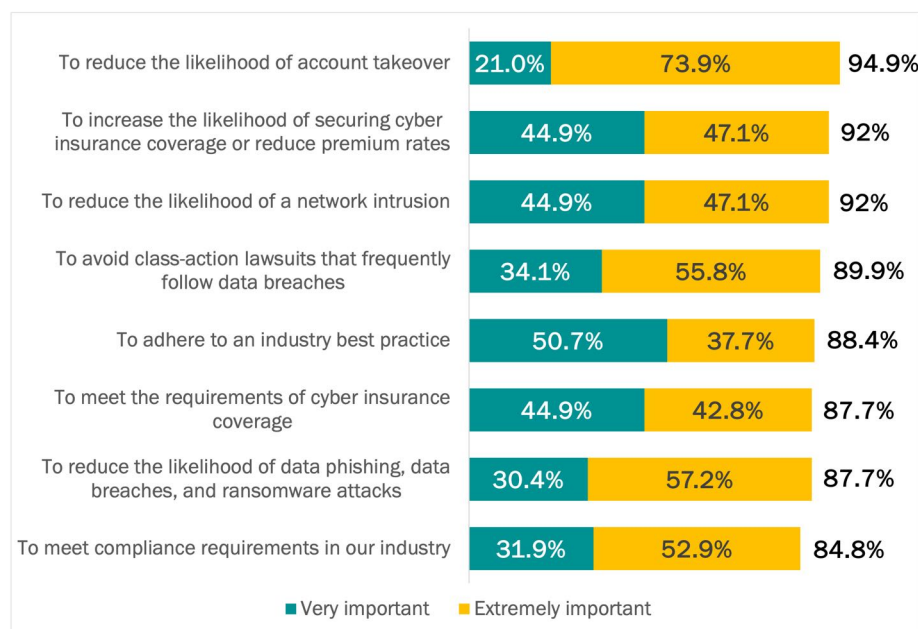 To reduce the likelihood of account takeover
21.0% 73.9% 94.9%
To increase the likelihood of securing cyber
insurance coverage or reduce premium rates
44.9% 47.1% 92%
To reduce the likelihood of a network intrusion
44.9% 47.1% 92%
To avoid class-action lawsuits that frequently
follow data breaches
34.1% 55.8% 89.9%
To adhere to an industry best practice
50.7% 37.7% 88.4%
To meet the requirements of cyber insurance
coverage
44.9% 42.8% 87.7%
To reduce the likelihood of data phishing, data
breaches, and ransomware attacks
30.4% 57.2% 87.7%
To meet compliance requirements in our industry
31.9% 52.9% 84.8%
Very important Extremely important